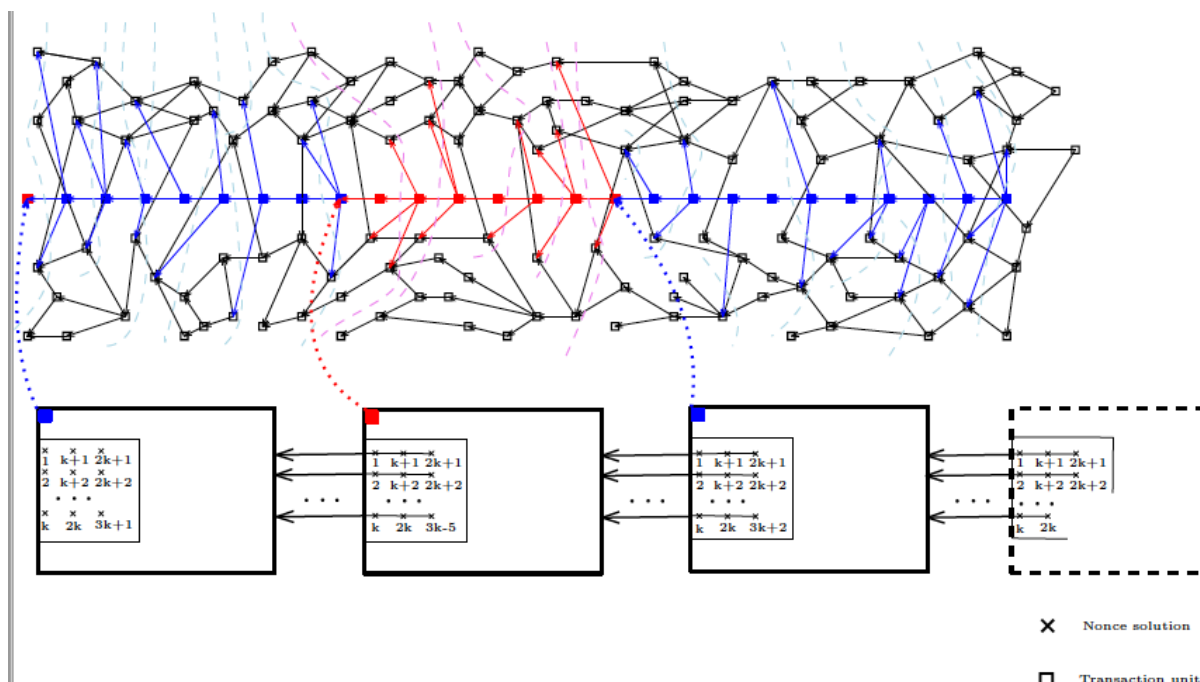 1 k+1 2k+1
2 k+2 2k+2
. . .
k 2k 3k+1
. . .
1 k+1 2k+1
2 k+2 2k+2
. . .
k 2k 3k-5
. . .
1 k+1 2k+1
2 k+2 2k+2
. . .
k 2k 3k+2
. . .
1 k+1 2k+1
2 k+2 2k+2
. . .
k 2k
Nonce solution
Transaction unit